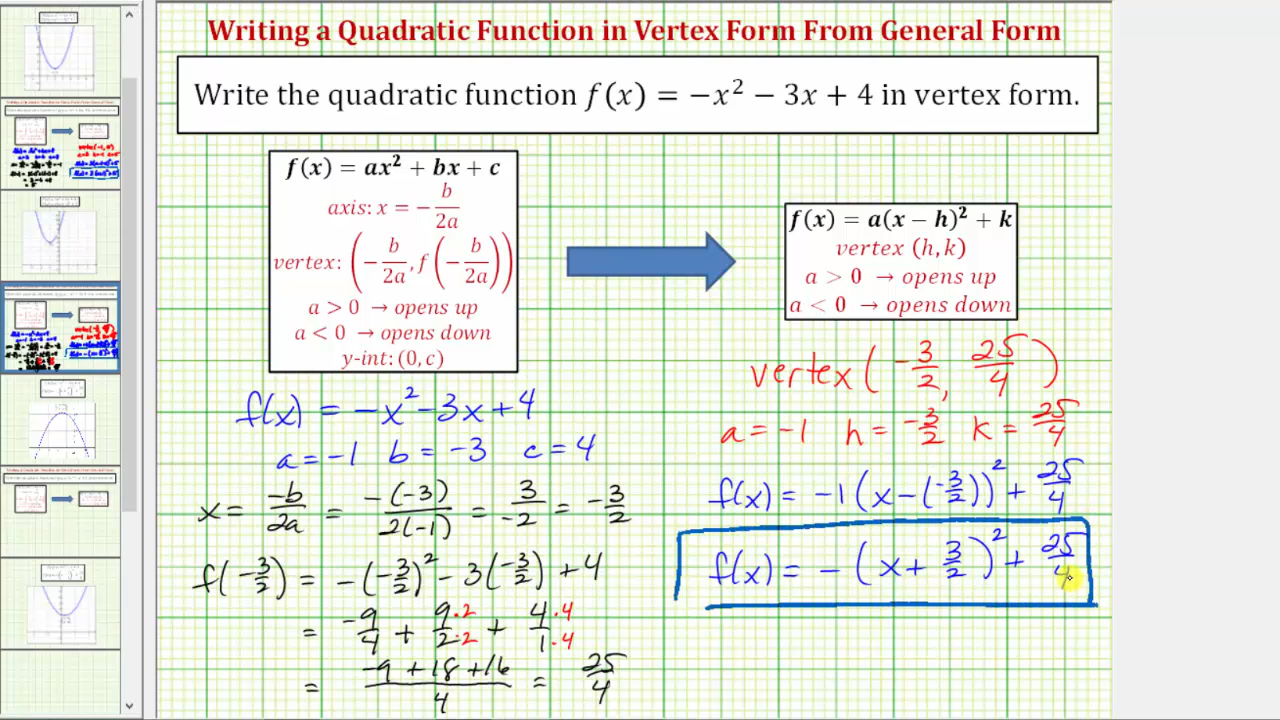 Writing a Quadratic Function in Vertex Form From General Form
Write the quadratic function f(x) = −x² − 3x + 4 in vertex form.
f(x) = ax² + bx + c
axis: x = − b/2a
vertex: (− b/2a, f(− b/2a))
a > 0 → opens up
a < 0 → opens down
y-int: (0, c)
f(x) = a(x − h)² + k
vertex (h, k)
a > 0 → opens up
a < 0 → opens down
f(x) = −x² − 3x + 4
a = −1 b = −3 c = 4
x = −b/2a = −(−3)/2(−1) = 3/−2 = −3/2
f(−3/2) = −(−3/2)² − 3(−3/2) + 4
= −9/4 + 9·2/2·2 + 4·4/1·4
= −9 + 18 + 16/4 = 25/4
vertex (−3/2, 25/4)
a = −1 h = −3/2 k = 25/4
f(x) = −1(x − (−3/2))² + 25/4
f(x) = −(x + 3/2)² + 25/4